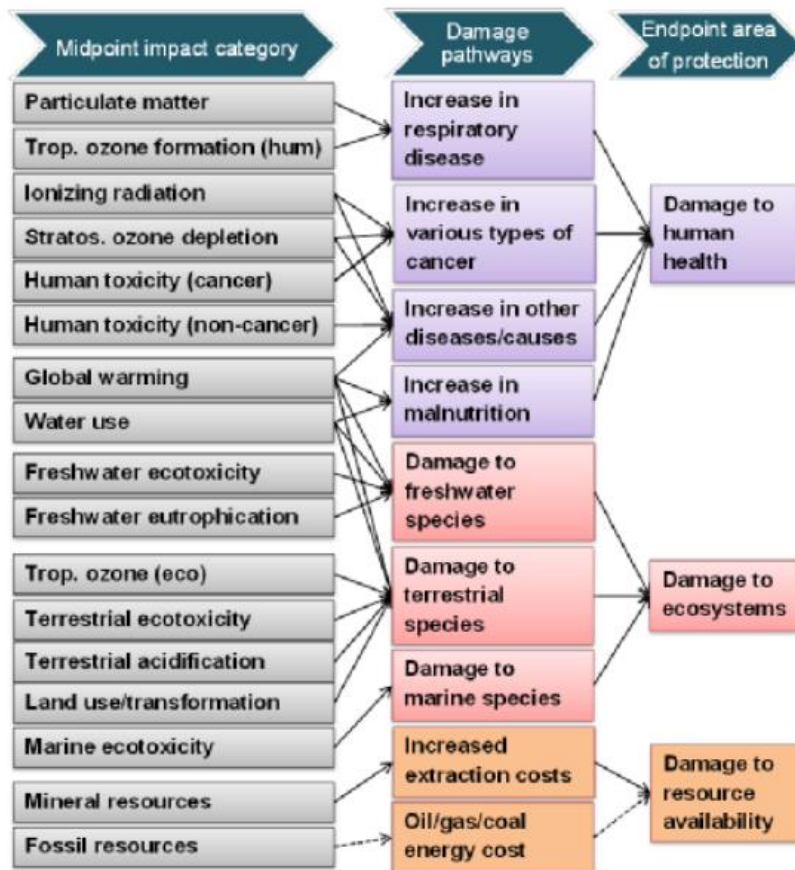 Midpoint impact category
Damage
pathways
Endpoint area
of protection
Particulate matter
Trop. ozone formation (hum)
Ionizing radiation
Stratos. ozone depletion
Human toxicity (cancer)
Human toxicity (non-cancer)
Global warming
Water use
Freshwater ecotoxicity
Freshwater eutrophication
Trop. ozone (eco)
Terrestrial ecotoxicity
Terrestrial acidification
Land use/transformation
Marine ecotoxicity
Mineral resources
Fossil resources
Increase in
respiratory
disease
Increase in
various types of
cancer
Increase in other
diseases/causes
Increase in
malnutrition
Damage to
freshwater
species
Damage to
terrestrial
species
Damage to
marine species
Increased
extraction costs
Oil/gas/coal
energy cost
Damage to
human
health
Damage to
ecosystems
Damage to
resource
availability